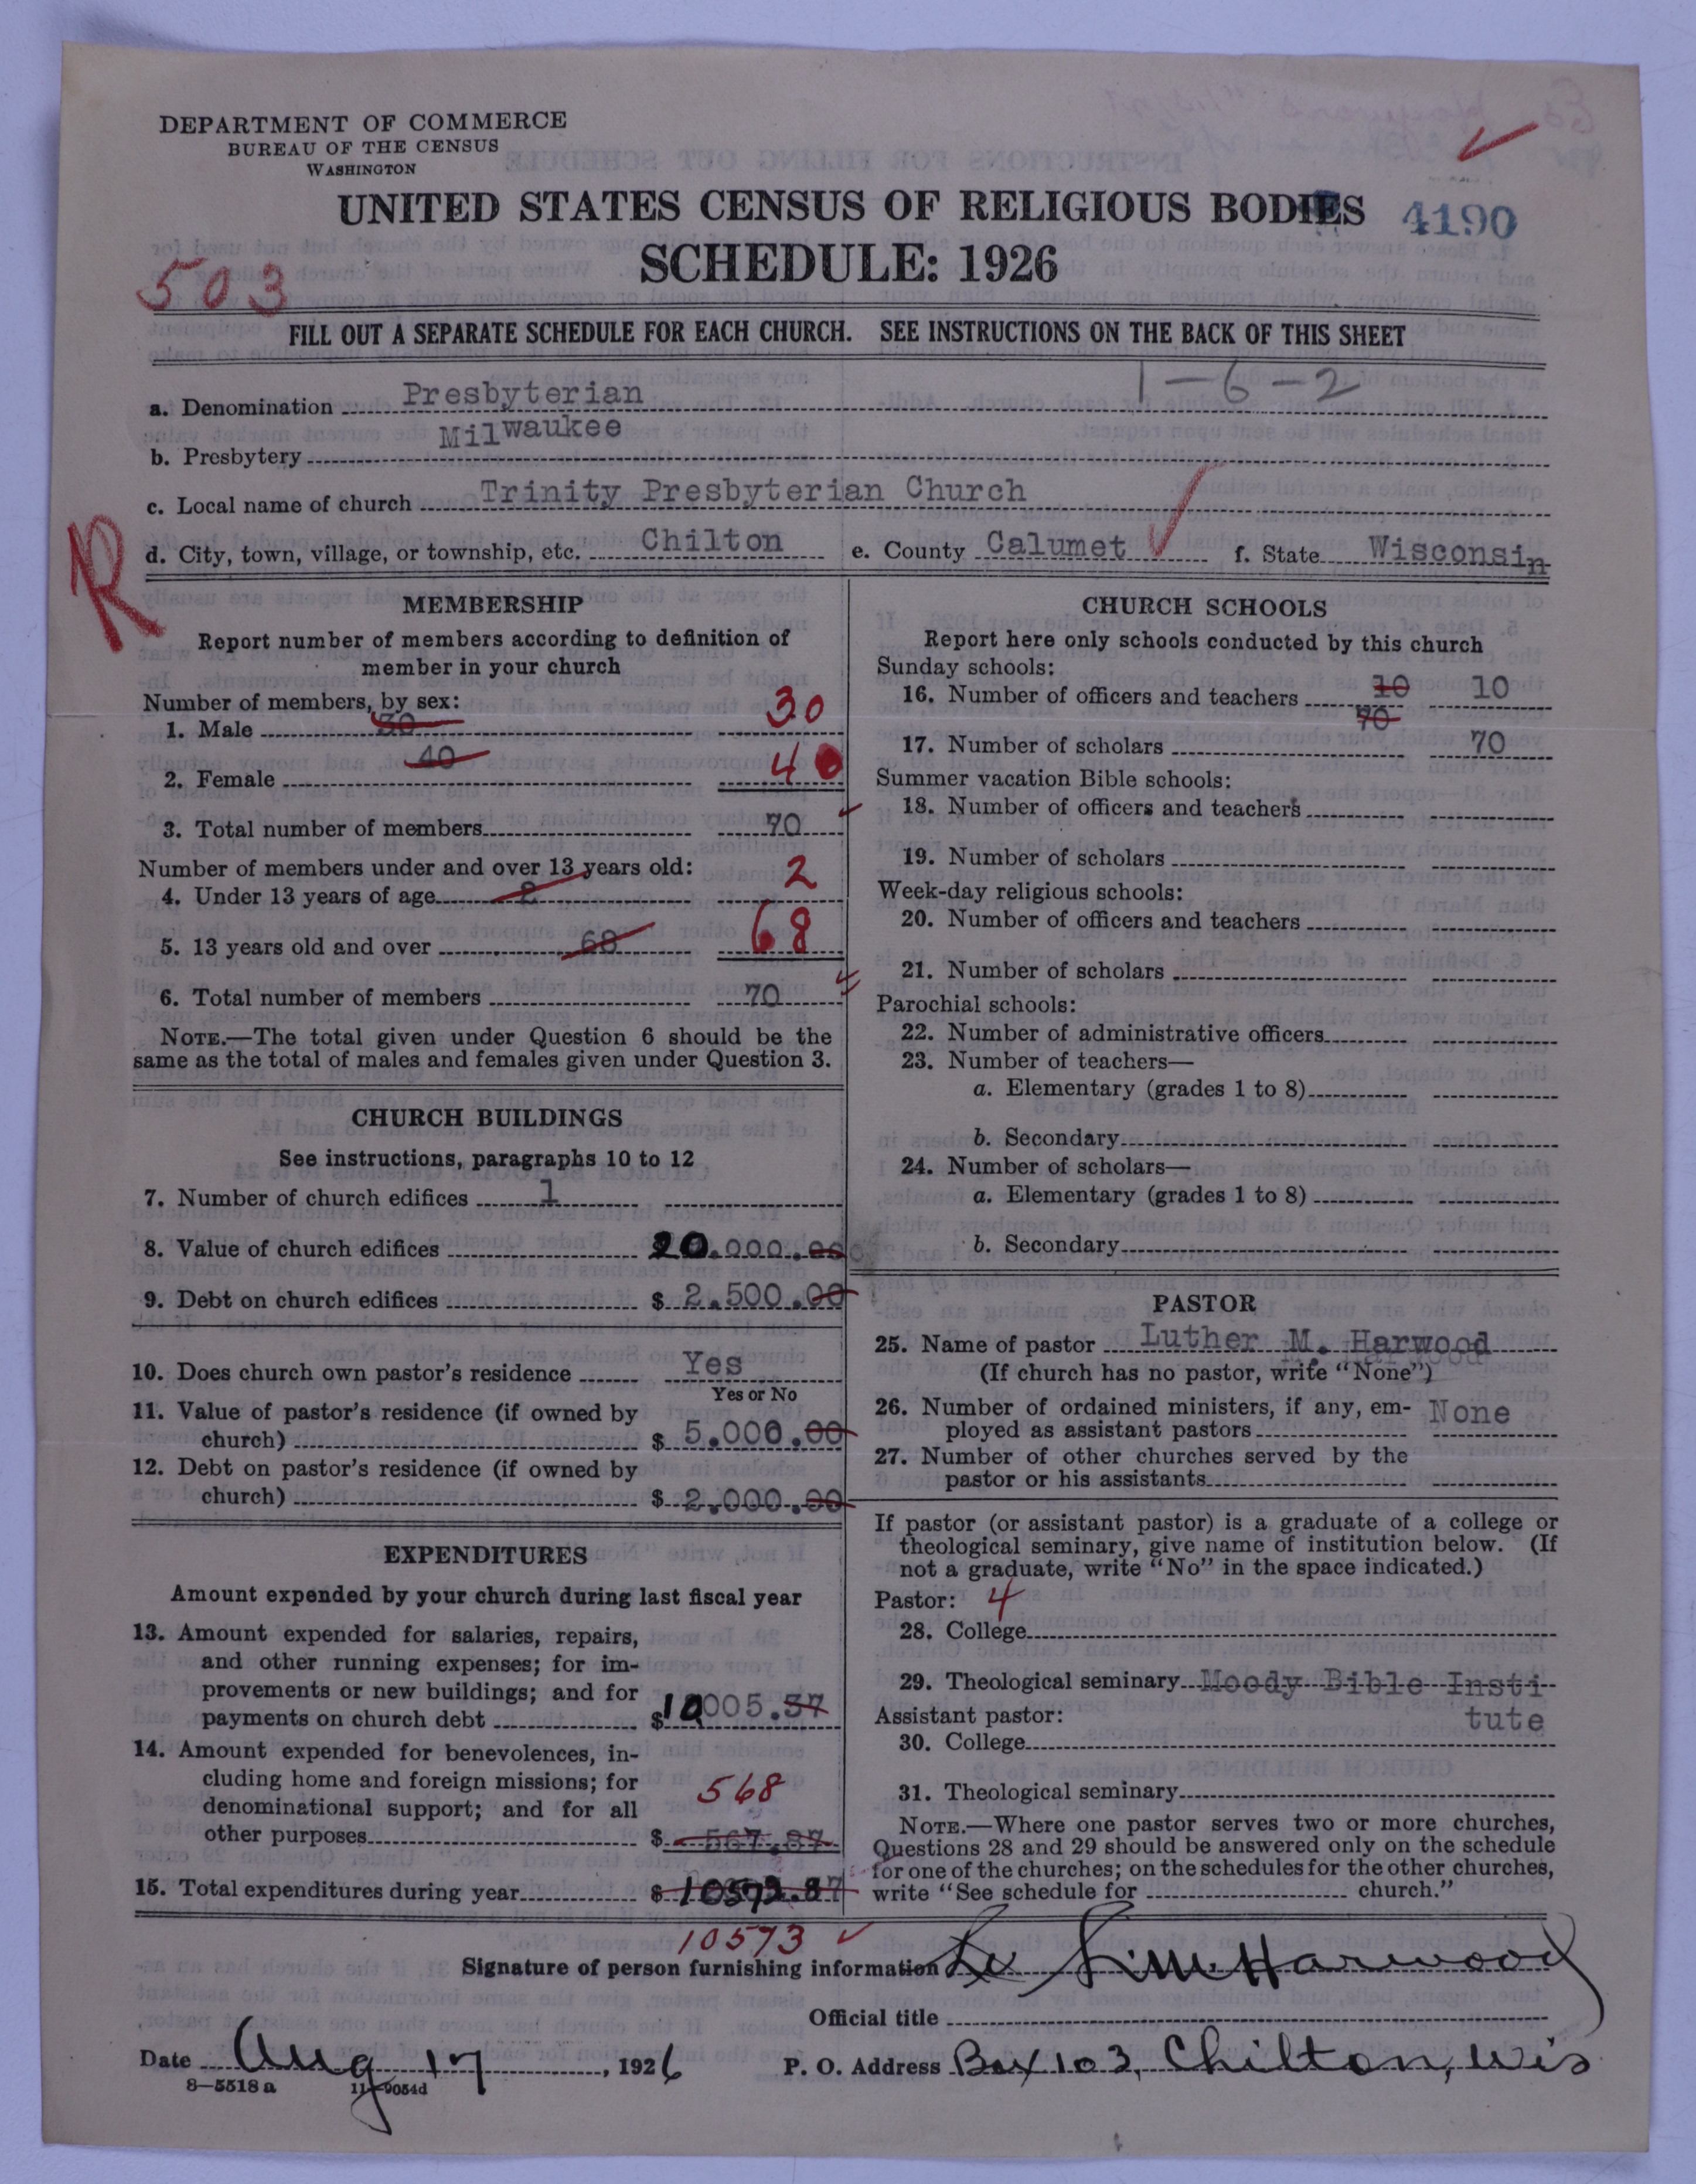 DEPARTMENT OF COMMERCE
BUREAU OF THE CENSUS
WASHINGTON
UNITED STATES CENSUS OF RELIGIOUS BODIES 4190
SCHEDULE: 1926
503
FILL OUT A SEPARATE SCHEDULE FOR EACH CHURCH. SEE INSTRUCTIONS ON THE BACK OF THIS SHEET
1-6-2
a. Denomination Presbyterian
b. Presbytery Milwaukee
c. Local name of church Trinity Presbyterian Church
R
d. City, town, village, or township, etc. Chilton e. County Calumet f. State Wisconsin
MEMBERSHIP
Report number of members according to definition of
member in your church
Number of members, by sex:
1. Male 30 30
2. Female 40 40
3. Total number of members 70
Number of members under and over 13 years old:
4. Under 13 years of age 2 2
5. 13 years old and over 68 68
6. Total number of members 70
NOTE.—The total given under Question 6 should be the
same as the total of males and females given under Question 3.
CHURCH BUILDINGS
See instructions, paragraphs 10 to 12
7. Number of church edifices 1
8. Value of church edifices 20.000.00
9. Debt on church edifices $ 2.500.00
10. Does church own pastor's residence Yes
Yes or No
11. Value of pastor's residence (if owned by
church) $ 5.000.00
12. Debt on pastor's residence (if owned by
church) $ 2.000.00
EXPENDITURES
Amount expended by your church during last fiscal year
13. Amount expended for salaries, repairs,
and other running expenses; for im-
provements or new buildings; and for
payments on church debt $10005.37
14. Amount expended for benevolences, in-
cluding home and foreign missions; for
denominational support; and for all
568
other purposes $ 567.87
15. Total expenditures during year $ 10573.87
10573
CHURCH SCHOOLS
Report here only schools conducted by this church
Sunday schools:
16. Number of officers and teachers 10 10
70
17. Number of scholars 70
Summer vacation Bible schools:
18. Number of officers and teachers
19. Number of scholars
Week-day religious schools:
20. Number of officers and teachers
21. Number of scholars
Parochial schools:
22. Number of administrative officers
23. Number of teachers—
a. Elementary (grades 1 to 8)
b. Secondary
24. Number of scholars—
a. Elementary (grades 1 to 8)
b. Secondary
PASTOR
25. Name of pastor Luther M. Harwood
(If church has no pastor, write "None")
26. Number of ordained ministers, if any, em-
ployed as assistant pastors None
27. Number of other churches served by the
pastor or his assistants
If pastor (or assistant pastor) is a graduate of a college or
theological seminary, give name of institution below. (If
not a graduate, write "No" in the space indicated.)
Pastor: 4
28. College
29. Theological seminary Moody Bible Insti
tute
Assistant pastor:
30. College
31. Theological seminary
NOTE.—Where one pastor serves two or more churches,
Questions 28 and 29 should be answered only on the schedule
for one of the churches; on the schedules for the other churches,
write "See schedule for church."
Signature of person furnishing information L. M. Harwood
Official title
Date Aug 17, 1926 P. O. Address Box 103, Chilton, Wis
8—5518 a 11—9054d